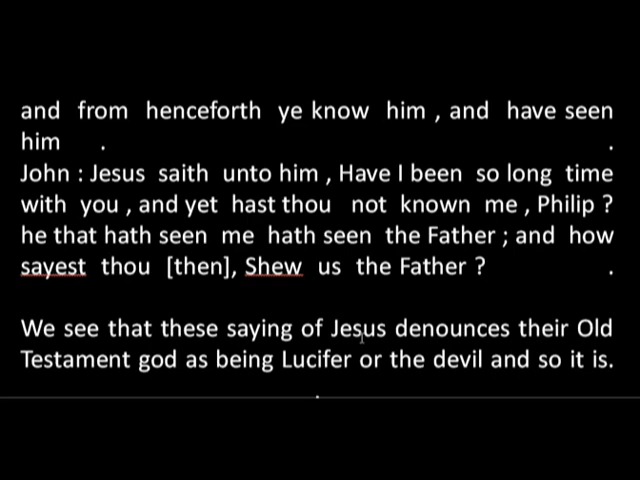 and from henceforth ye know him , and have seen
him . .
John : Jesus saith unto him , Have I been so long time
with you , and yet hast thou not known me , Philip ?
he that hath seen me hath seen the Father ; and how
sayest thou [then], Shew us the Father ? .
We see that these saying of Jesus denounces their Old
Testament god as being Lucifer or the devil and so it is.